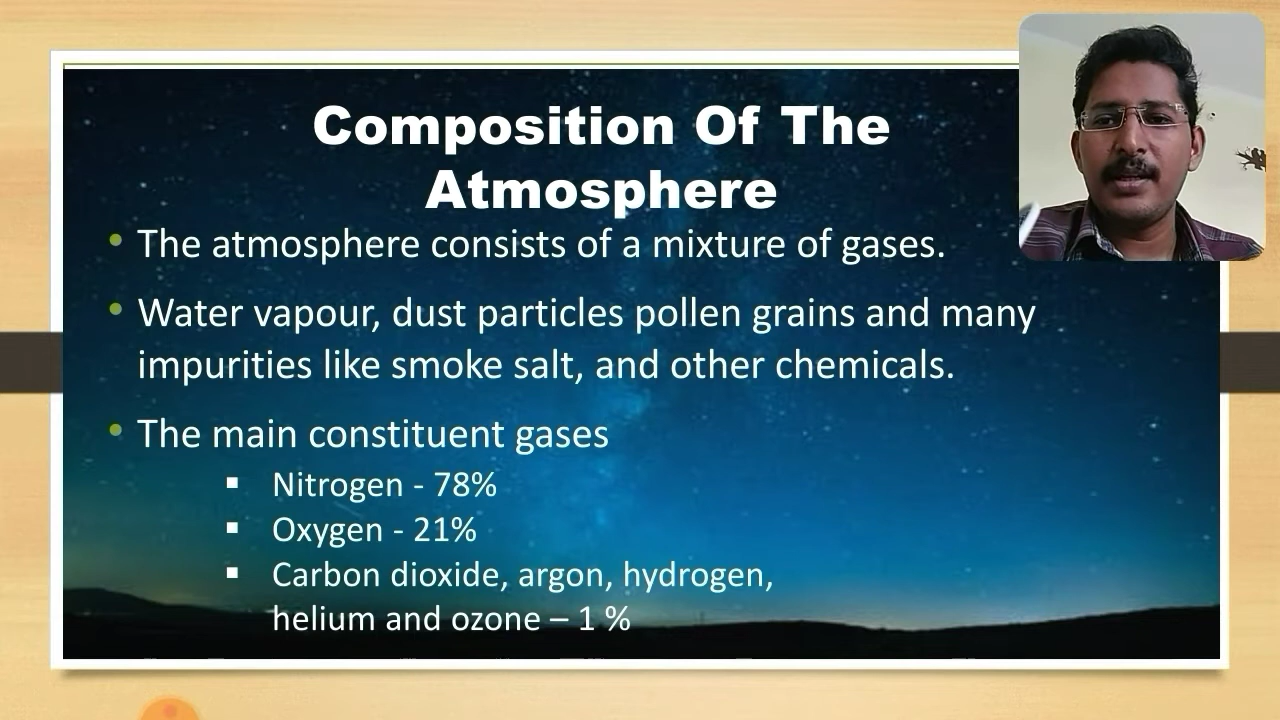 Composition Of The
Atmosphere
• The atmosphere consists of a mixture of gases.
• Water vapour, dust particles pollen grains and many
impurities like smoke salt, and other chemicals.
• The main constituent gases
▪ Nitrogen - 78%
▪ Oxygen - 21%
▪ Carbon dioxide, argon, hydrogen,
helium and ozone – 1 %